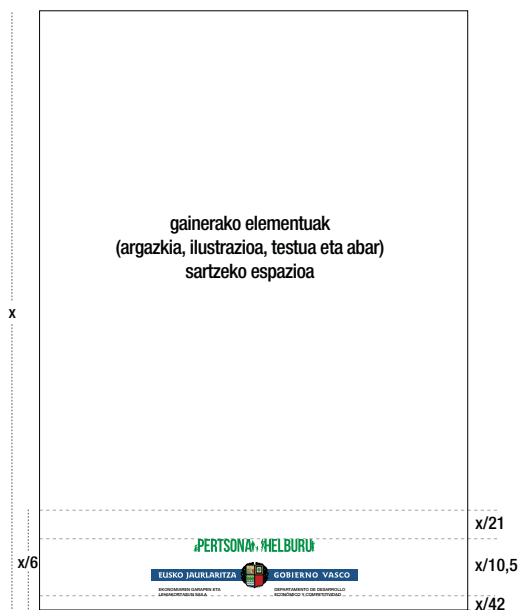 gainerako elementuak
(argazkia, ilustrazioa, testua eta abar)
sartzeko espazioa
x
x/21
x/6
PERTSONA HELBURU
x/10,5
EUSKO JAURLARITZA
GOBIERNO VASCO
EKONOMIAREN GARAPEN ETA
LEHIAKORTASUN SAILA
DEPARTAMENTO DE DESARROLLO
ECONÓMICO Y COMPETITIVIDAD
x/42